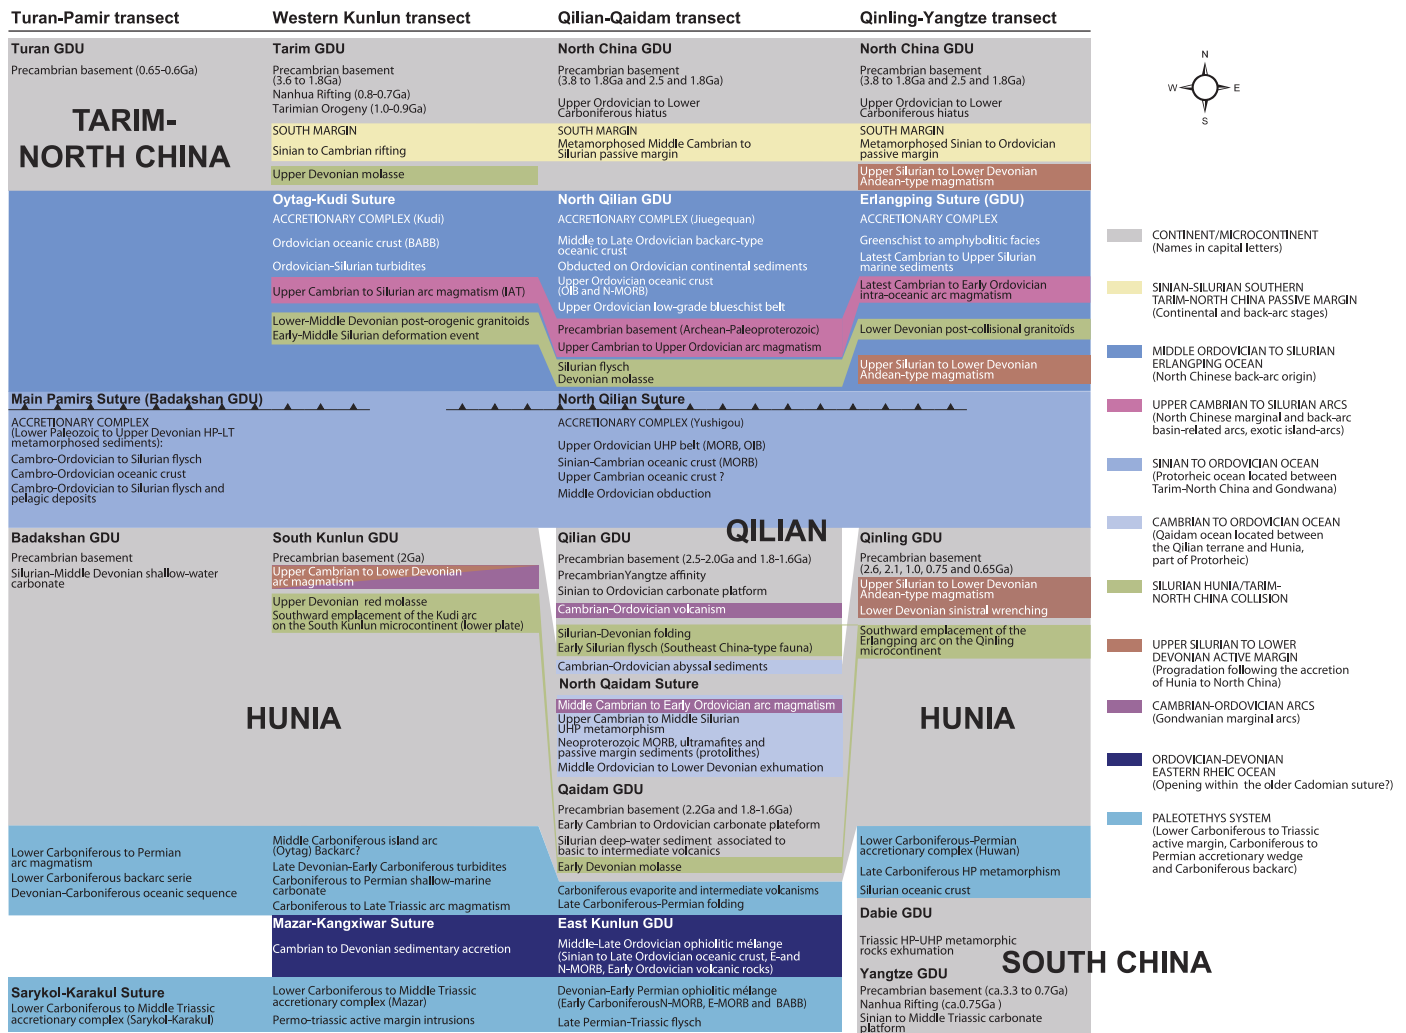 Turan-Pamir transect
Western Kunlun transect
Qilian-Qaidam transect
Qinling-Yangtze transect
Turan GDU
Precambrian basement (0.65-0.6Ga)
TARIM-
NORTH CHINA
Tarim GDU
Precambrian basement
(3.6 to 1.8Ga)
Nanhua Rifting (0.8-0.7Ga)
Tarimian Orogeny (1.0-0.9Ga)
SOUTH MARGIN
Sinian to Cambrian rifting
Upper Devonian molasse
North China GDU
Precambrian basement
(3.8 to 1.8Ga and 2.5 and 1.8Ga)
Upper Ordovician to Lower
Carboniferous hiatus
SOUTH MARGIN
Metamorphosed Middle Cambrian to
Silurian passive margin
North China GDU
Precambrian basement
(3.8 to 1.8Ga and 2.5 and 1.8Ga)
Upper Ordovician to Lower
Carboniferous hiatus
SOUTH MARGIN
Metamorphosed Sinian to Ordovician
passive margin
Upper Silurian to Lower Devonian
Andean-type magmatism
Oytag-Kudi Suture
ACCRETIONARY COMPLEX (Kudi)
Ordovician oceanic crust (BABB)
Ordovician-Silurian turbidites
Upper Cambrian to Silurian arc magmatism (IAT)
Lower-Middle Devonian post-orogenic granitoids
Early-Middle Silurian deformation event
North Qilian GDU
ACCRETIONARY COMPLEX (Jiuegequan)
Middle to Late Ordovician backarc-type
oceanic crust
Obducted on Ordovician continental sediments
Upper Ordovician oceanic crust
(OIB and N-MORB)
Upper Ordovician low-grade blueschist belt
Precambrian basement (Archean-Paleoproterozoic)
Upper Cambrian to Upper Ordovician arc magmatism
Silurian flysch
Devonian molasse
Erlangping Suture (GDU)
ACCRETIONARY COMPLEX
Greenschist to amphybolitic facies
Latest Cambrian to Upper Silurian
marine sediments
Latest Cambrian to Early Ordovician
intra-oceanic arc magmatism
Lower Devonian post-collisional granitoïds
Upper Silurian to Lower Devonian
Andean-type magmatism
Main Pamirs Suture (Badakshan GDU)
ACCRETIONARY COMPLEX
(Lower Paleozoic to Upper Devonian HP-LT
metamorphosed sediments):
Cambro-Ordovician to Silurian flysch
Cambro-Ordovician oceanic crust
Cambro-Ordovician to Silurian flysch and
pelagic deposits
North Qilian Suture
ACCRETIONARY COMPLEX (Yushigou)
Upper Ordovician UHP belt (MORB, OIB)
Sinian-Cambrian oceanic crust (MORB)
Upper Cambrian oceanic crust ?
Middle Ordovician obduction
QILIAN
Badakshan GDU
Precambrian basement
Silurian-Middle Devonian shallow-water
carbonate
South Kunlun GDU
Precambrian basement (2Ga)
Upper Cambrian to Lower Devonian
arc magmatism
Upper Devonian red molasse
Southward emplacement of the Kudi arc
on the South Kunlun microcontinent (lower plate)
HUNIA
Qilian GDU
Precambrian basement (2.5-2.0Ga and 1.8-1.6Ga)
PrecambrianYangtze affinity
Sinian to Ordovician carbonate platform
Cambrian-Ordovician volcanism
Silurian-Devonian folding
Early Silurian flysch (Southeast China-type fauna)
Cambrian-Ordovician abyssal sediments
North Qaidam Suture
Middle Cambrian to Early Ordovician arc magmatism
Upper Cambrian to Middle Silurian
UHP metamorphism
Neoproterozoic MORB, ultramafites and
passive margin sediments (protolithes)
Middle Ordovician to Lower Devonian exhumation
Qaidam GDU
Precambrian basement (2.2Ga and 1.8-1.6Ga)
Early Cambrian to Ordovician carbonate plateform
Silurian deep-water sediment associated to
basic to intermediate volcanics
Early Devonian molasse
Qinling GDU
Precambrian basement
(2.6, 2.1, 1.0, 0.75 and 0.65Ga)
Upper Silurian to Lower Devonian
Andean-type magmatism
Lower Devonian sinistral wrenching
Southward emplacement of the
Erlangping arc on the Qinling
microcontinent
HUNIA
Lower Carboniferous to Permian
arc magmatism
Lower Carboniferous backarc serie
Devonian-Carboniferous oceanic sequence
Middle Carboniferous island arc
(Oytag) Backarc?
Late Devonian-Early Carboniferous turbidites
Carboniferous to Permian shallow-marine
carbonate
Carboniferous to Late Triassic arc magmatism
Carboniferous evaporite and intermediate volcanisms
Late Carboniferous-Permian folding
Lower Carboniferous-Permian
accretionary complex (Huwan)
Late Carboniferous HP metamorphism
Silurian oceanic crust
Mazar-Kangxiwar Suture
Cambrian to Devonian sedimentary accretion
East Kunlun GDU
Middle-Late Ordovician ophiolitic mélange
(Sinian to Late Ordovician oceanic crust, E-and
N-MORB, Early Ordovician volcanic rocks)
Dabie GDU
Triassic HP-UHP metamorphic
rocks exhumation
SOUTH CHINA
Yangtze GDU
Precambrian basement (ca.3.3 to 0.7Ga)
Nanhua Rifting (ca.0.75Ga )
Sinian to Middle Triassic carbonate
platform
Sarykol-Karakul Suture
Lower Carboniferous to Middle Triassic
accretionary complex (Sarykol-Karakul)
Lower Carboniferous to Middle Triassic
accretionary complex (Mazar)
Permo-triassic active margin intrusions
Devonian-Early Permian ophiolitic mélange
(Early CarboniferousN-MORB, E-MORB and BABB)
Late Permian-Triassic flysch
N
W
E
S
CONTINENT/MICROCONTINENT
(Names in capital letters)
SINIAN-SILURIAN SOUTHERN
TARIM-NORTH CHINA PASSIVE MARGIN
(Continental and back-arc stages)
MIDDLE ORDOVICIAN TO SILURIAN
ERLANGPING OCEAN
(North Chinese back-arc origin)
UPPER CAMBRIAN TO SILURIAN ARCS
(North Chinese marginal and back-arc
basin-related arcs, exotic island-arcs)
SINIAN TO ORDOVICIAN OCEAN
(Protorheic ocean located between
Tarim-North China and Gondwana)
CAMBRIAN TO ORDOVICIAN OCEAN
(Qaidam ocean located between
the Qilian terrane and Hunia,
part of Protorheic)
SILURIAN HUNIA/TARIM-
NORTH CHINA COLLISION
UPPER SILURIAN TO LOWER
DEVONIAN ACTIVE MARGIN
(Progradation following the accretion
of Hunia to North China)
CAMBRIAN-ORDOVICIAN ARCS
(Gondwanian marginal arcs)
ORDOVICIAN-DEVONIAN
EASTERN RHEIC OCEAN
(Opening within the older Cadomian suture?)
PALEOTETHYS SYSTEM
(Lower Carboniferous to Triassic
active margin, Carboniferous to
Permian accretionary wedge
and Carboniferous backarc)